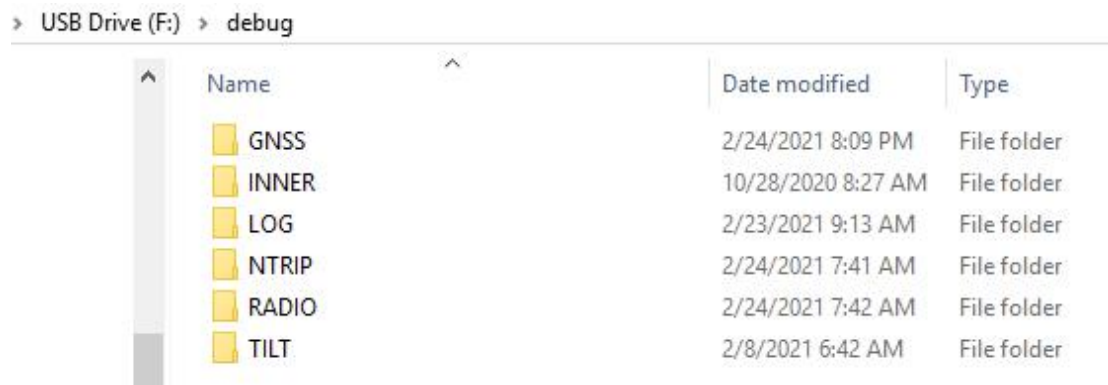 > USB Drive (F:) > debug
Name Date modified Type
GNSS 2/24/2021 8:09 PM File folder
INNER 10/28/2020 8:27 AM File folder
LOG 2/23/2021 9:13 AM File folder
NTRIP 2/24/2021 7:41 AM File folder
RADIO 2/24/2021 7:42 AM File folder
TILT 2/8/2021 6:42 AM File folder